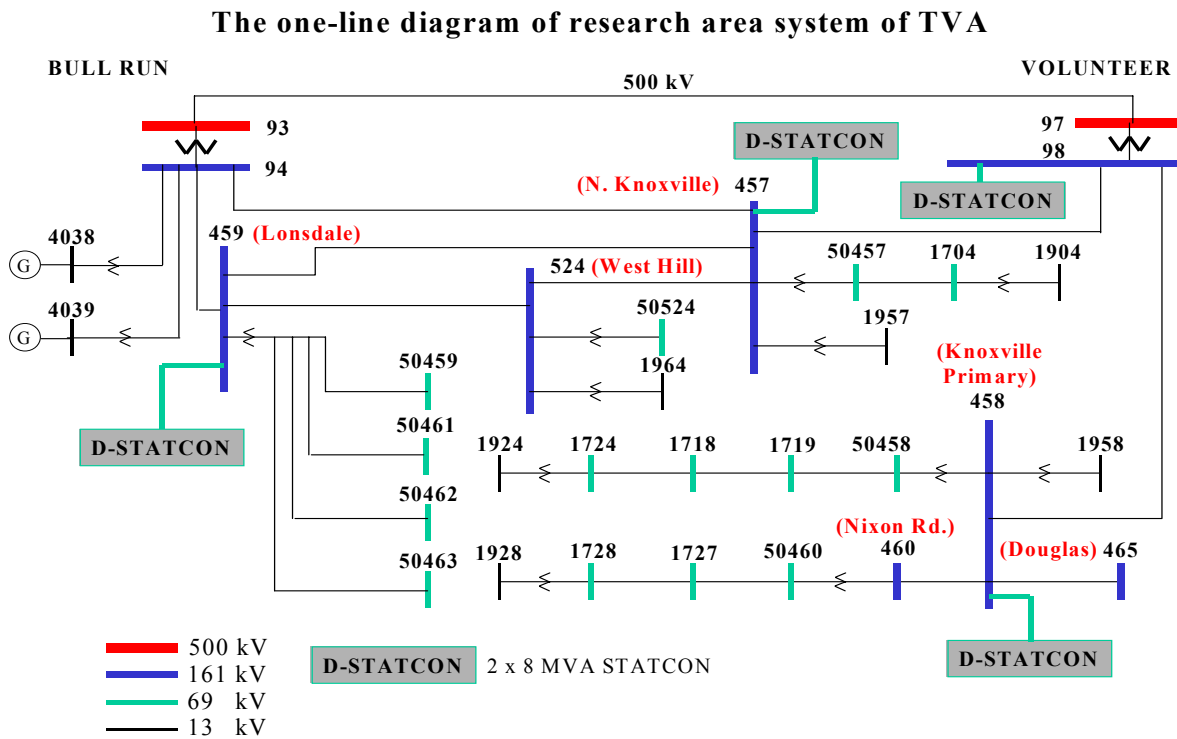 The one-line diagram of research area system of TVA
BULL RUN
VOLUNTEER
500 kV
93
97
D-STATCON
98
94
(N. Knoxville)
457
D-STATCON
4038
459
(Lonsdale)
G
524
(West Hill)
50457
1704
1904
4039
50524
1957
G
1964
(Knoxville
Primary)
50459
458
D-STATCON
50461
1924
1724
1718
1719
50458
1958
50462
(Nixon Rd.)
50463
1928
1728
1727
50460
460
(Douglas)
465
500 kV
D-STATCON
2 x 8 MVA STATCON
D-STATCON
161 kV
69 kV
13 kV